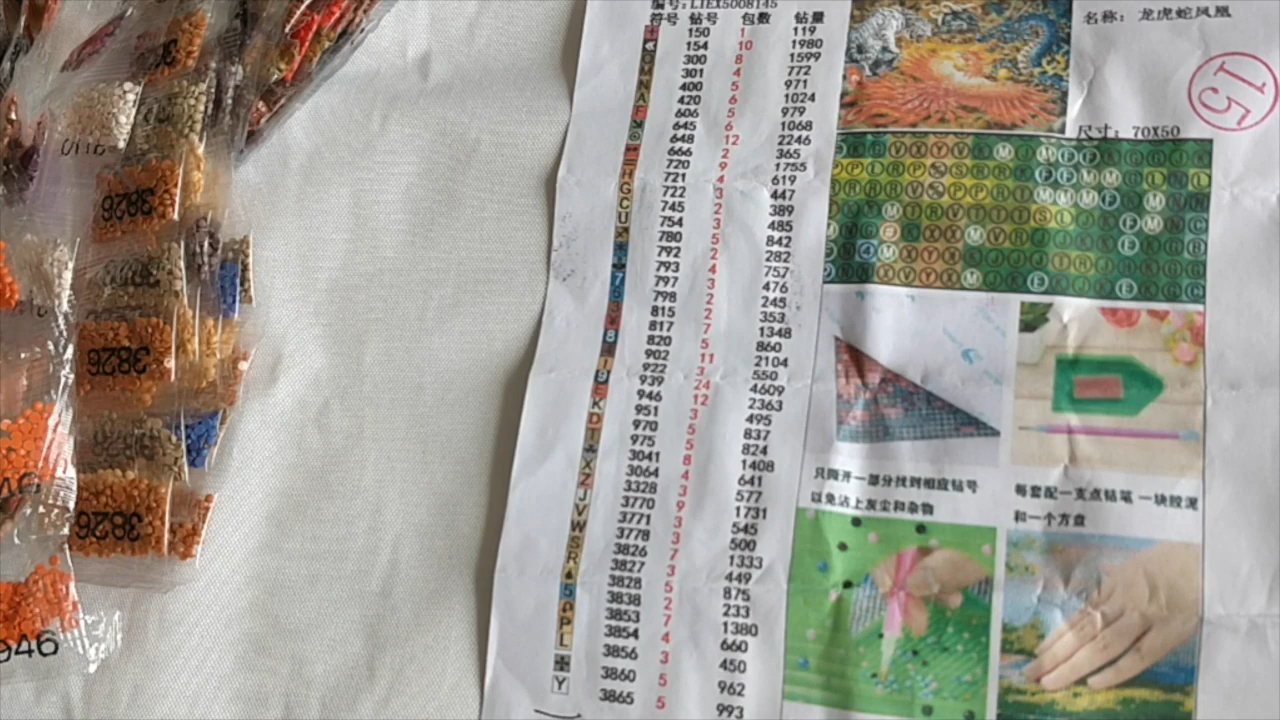 编号:LIEX5008145
符号 钻号 包数 钻量
150 1 119
154 10 1980
300 8 1599
301 4 772
400 5 971
420 6 1024
606 5 979
645 6 1068
648 12 2246
666 2 365
720 9 1755
721 4 619
722 3 447
745 2 389
754 3 485
780 5 842
792 2 282
793 4 757
797 3 476
798 2 245
815 2 353
817 7 1348
820 5 860
902 11 2104
922 3 550
939 24 4609
946 12 2363
951 3 495
970 5 837
975 5 824
3041 8 1408
3064 4 641
3328 3 577
3770 9 1731
3771 3 545
3778 3 500
3826 7 1333
3827 3 449
3828 5 875
3838 2 233
3853 7 1380
3854 4 660
3856 3 450
3860 5 962
Y 3865 5 993
名称: 龙虎蛇凤凰
15
尺寸: 70X50
只撕开一部分找到相应钻号
以免沾上灰尘和杂物
每套配一支点钻笔 一块胶泥
和一个方盘
3826
3826
3826
946